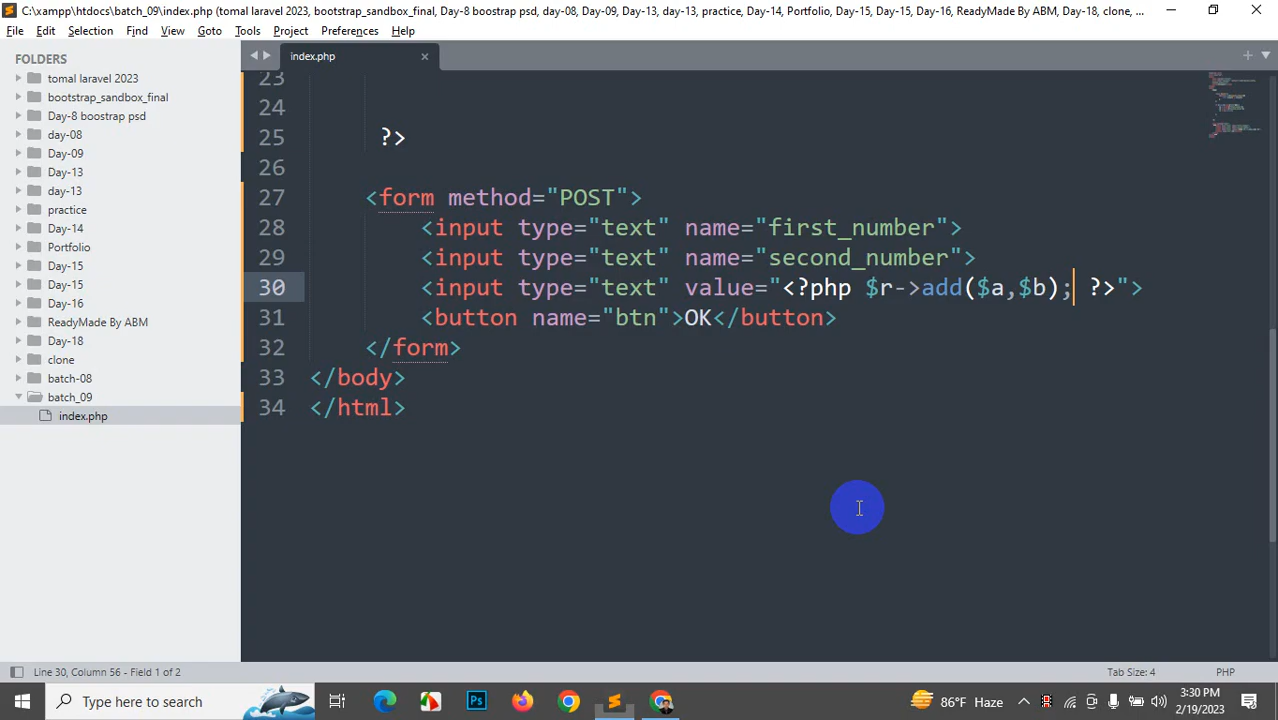 C:\xampp\htdocs\batch_09\index.php (tomal laravel 2023, bootstrap_sandbox_final, Day-8 boostrap psd, day-08, Day-09, Day-13, day-13, practice, Day-14, Portfolio, Day-15, Day-15, Day-16, ReadyMade By ABM, Day-18, clone, ...
File Edit Selection Find View Goto Tools Project Preferences Help
FOLDERS
tomal laravel 2023
bootstrap_sandbox_final
Day-8 boostrap psd
day-08
Day-09
Day-13
day-13
practice
Day-14
Portfolio
Day-15
Day-15
Day-16
ReadyMade By ABM
Day-18
clone
batch-08
batch_09
index.php
index.php
23
24
25 ?>
26
27 <form method="POST">
28 <input type="text" name="first_number">
29 <input type="text" name="second_number">
30 <input type="text" value="<?php $r->add($a,$b); ?>">
31 <button name="btn">OK</button>
32 </form>
33 </body>
34 </html>
Line 30, Column 56 - Field 1 of 2
Tab Size: 4
PHP
Type here to search
Ps
86°F Haze
3:30 PM
2/19/2023